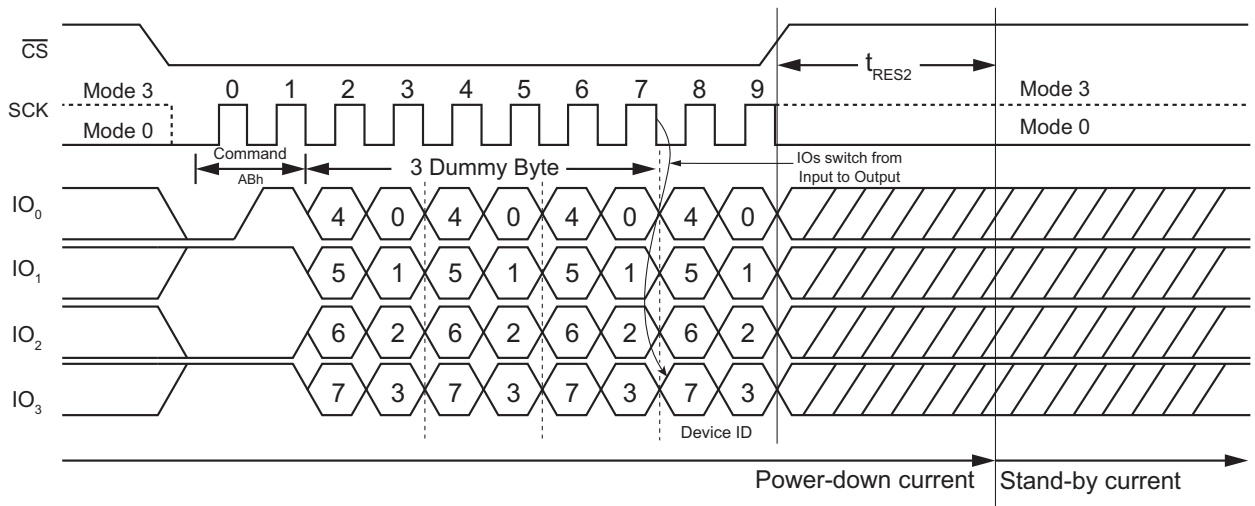 CS
tRES2
Mode 3
0 1 2 3 4 5 6 7 8 9
Mode 3
SCK
Mode 0
Mode 0
Command
ABh
3 Dummy Byte
IOs switch from
Input to Output
IO0
4 0 4 0 4 0 4 0
IO1
5 1 5 1 5 1 5 1
IO2
6 2 6 2 6 2 6 2
IO3
7 3 7 3 7 3 7 3
Device ID
Power-down current
Stand-by current